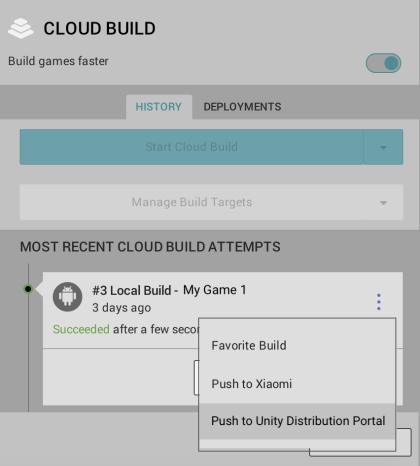 CLOUD BUILD
Build games faster
HISTORY
DEPLOYMENTS
Start Cloud Build
Manage Build Targets
MOST RECENT CLOUD BUILD ATTEMPTS
#3 Local Build - My Game 1
3 days ago
Succeeded after a few
Favorite Build
Push to Xiaomi
Push to Unity Distribution Portal